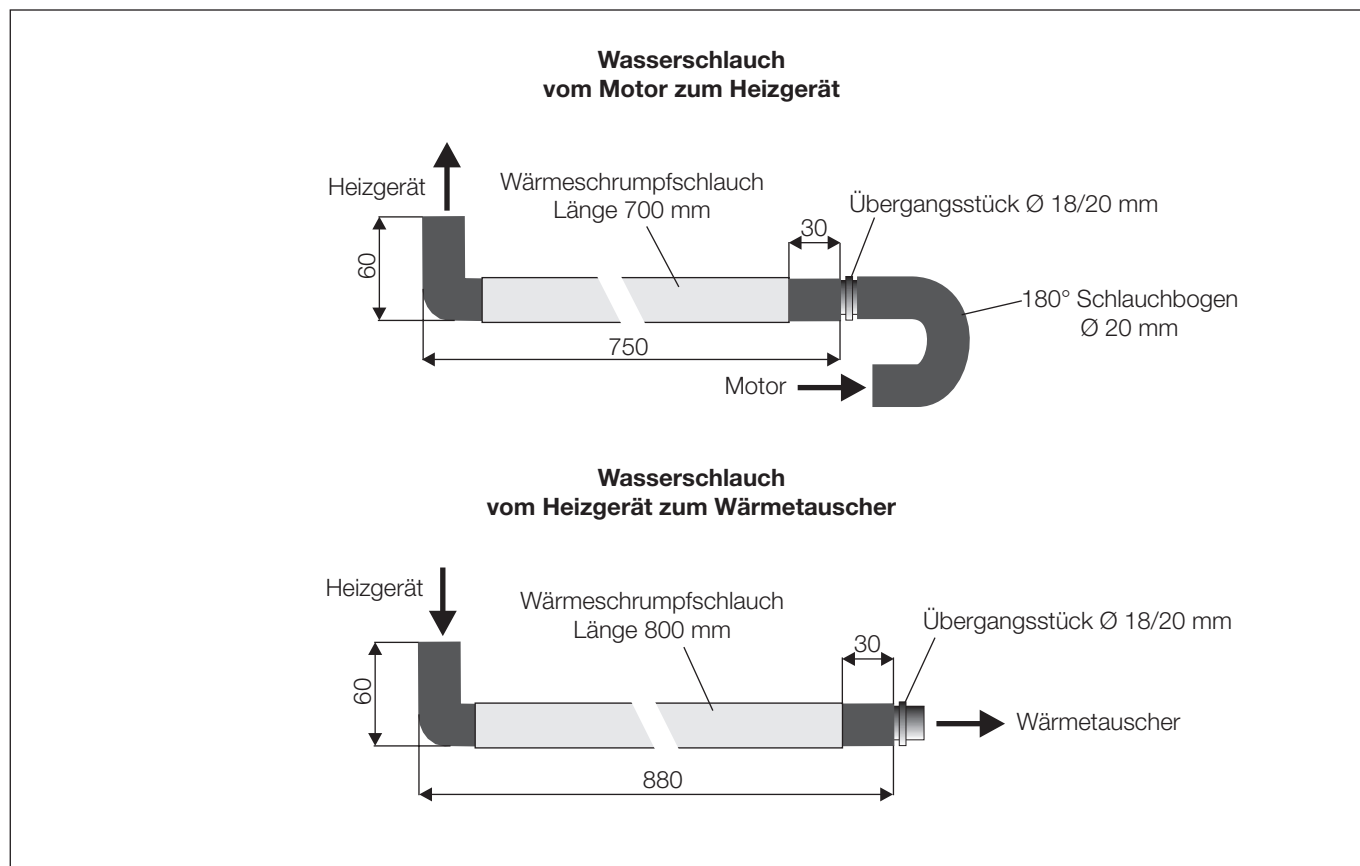 Wasserschlauch
vom Motor zum Heizgerät
Heizgerät
Wärmeschrumpfschlauch
Länge 700 mm
Übergangsstück Ø 18/20 mm
30
60
180° Schlauchbogen
Ø 20 mm
750
Motor
Wasserschlauch
vom Heizgerät zum Wärmetauscher
Heizgerät
Wärmeschrumpfschlauch
Länge 800 mm
Übergangsstück Ø 18/20 mm
30
60
Wärmetauscher
880